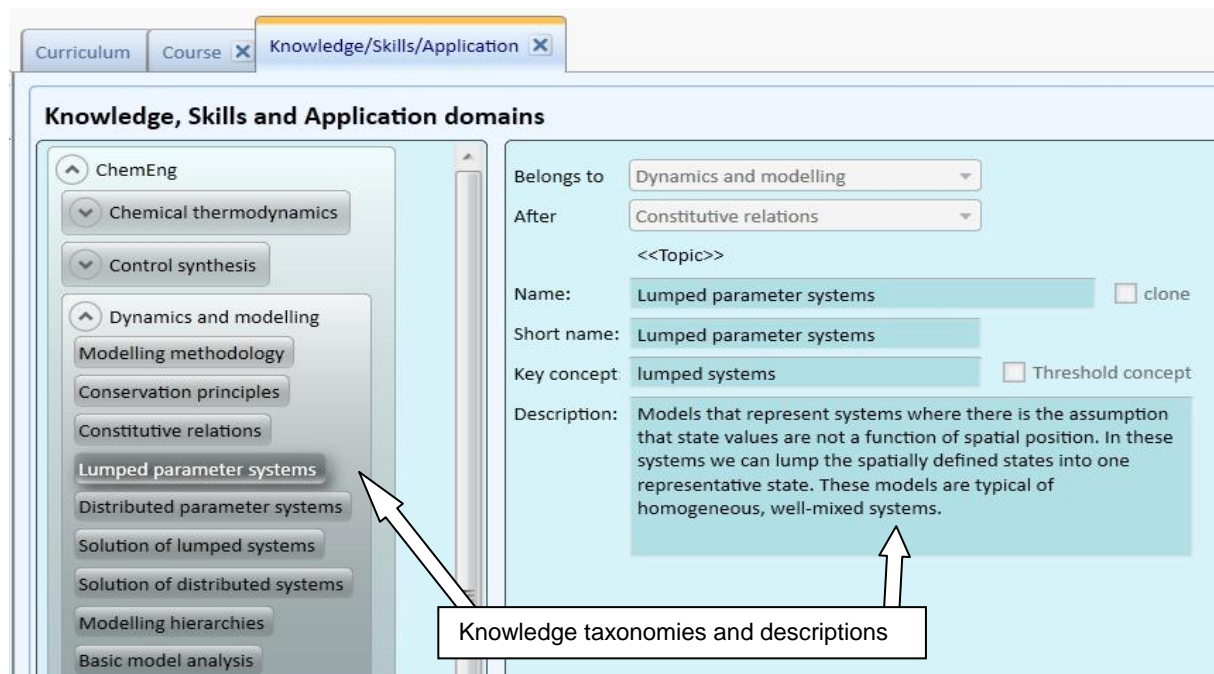 Curriculum
Course
Knowledge/Skills/Application
Knowledge, Skills and Application domains
ChemEng
Chemical thermodynamics
Control synthesis
Dynamics and modelling
Modelling methodology
Conservation principles
Constitutive relations
Lumped parameter systems
Distributed parameter systems
Solution of lumped systems
Solution of distributed systems
Modelling hierarchies
Basic model analysis
Belongs to Dynamics and modelling
After Constitutive relations
<<Topic>>
Name: Lumped parameter systems clone
Short name: Lumped parameter systems
Key concept lumped systems Threshold concept
Description: Models that represent systems where there is the assumption
that state values are not a function of spatial position. In these
systems we can lump the spatially defined states into one
representative state. These models are typical of
homogeneous, well-mixed systems.
Knowledge taxonomies and descriptions